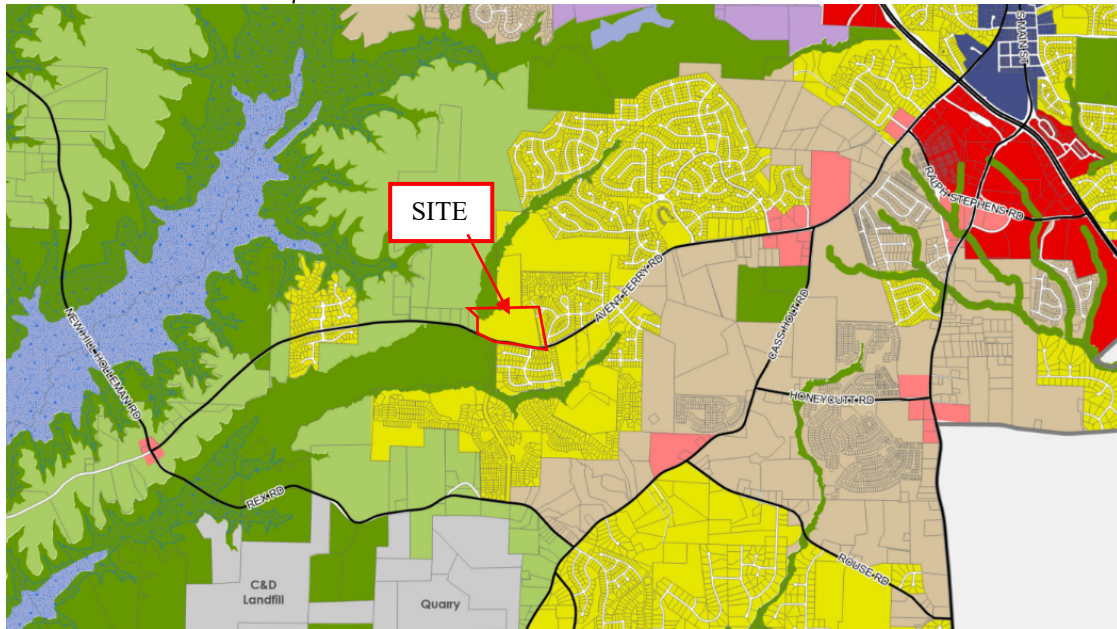 S MAIN ST
RALPH STEPHENS RD
SITE
AVENT FERRY RD
CASS HOLT RD
NEW HILL HOLLEMAN RD
HONEYCUTT RD
REX RD
ROUSE RD
C&D
Landfill
Quarry